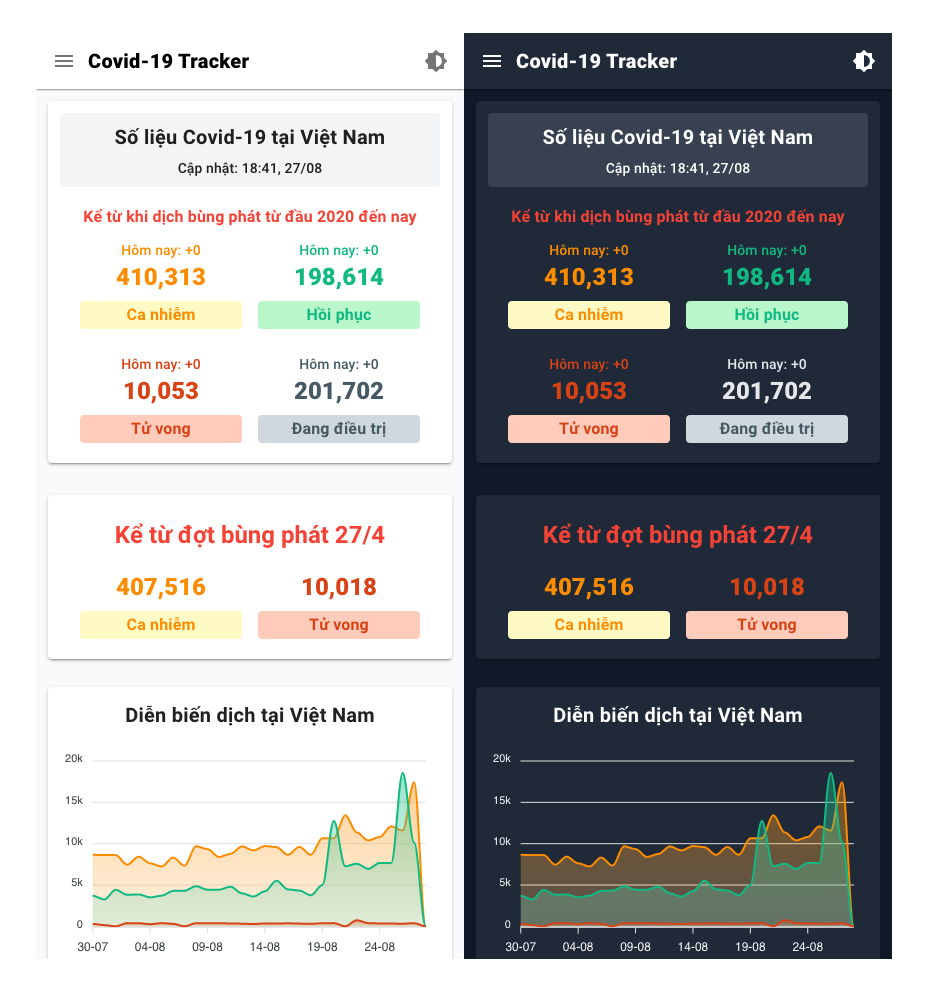 Covid-19 Tracker
Số liệu Covid-19 tại Việt Nam
Cập nhật: 18:41, 27/08
Kể từ khi dịch bùng phát từ đầu 2020 đến nay
Hôm nay: +0
Hôm nay: +0
410,313
198,614
Ca nhiễm
Hồi phục
Hôm nay: +0
Hôm nay: +0
10,053
201,702
Tử vong
Đang điều trị
Kể từ đợt bùng phát 27/4
407,516
10,018
Ca nhiễm
Tử vong
Diễn biến dịch tại Việt Nam
20k
15k
10k
5k
0
30-07 04-08 09-08 14-08 19-08 24-08
Covid-19 Tracker
Số liệu Covid-19 tại Việt Nam
Cập nhật: 18:41, 27/08
Kể từ khi dịch bùng phát từ đầu 2020 đến nay
Hôm nay: +0
Hôm nay: +0
410,313
198,614
Ca nhiễm
Hồi phục
Hôm nay: +0
Hôm nay: +0
10,053
201,702
Tử vong
Đang điều trị
Kể từ đợt bùng phát 27/4
407,516
10,018
Ca nhiễm
Tử vong
Diễn biến dịch tại Việt Nam
20k
15k
10k
5k
0
30-07 04-08 09-08 14-08 19-08 24-08